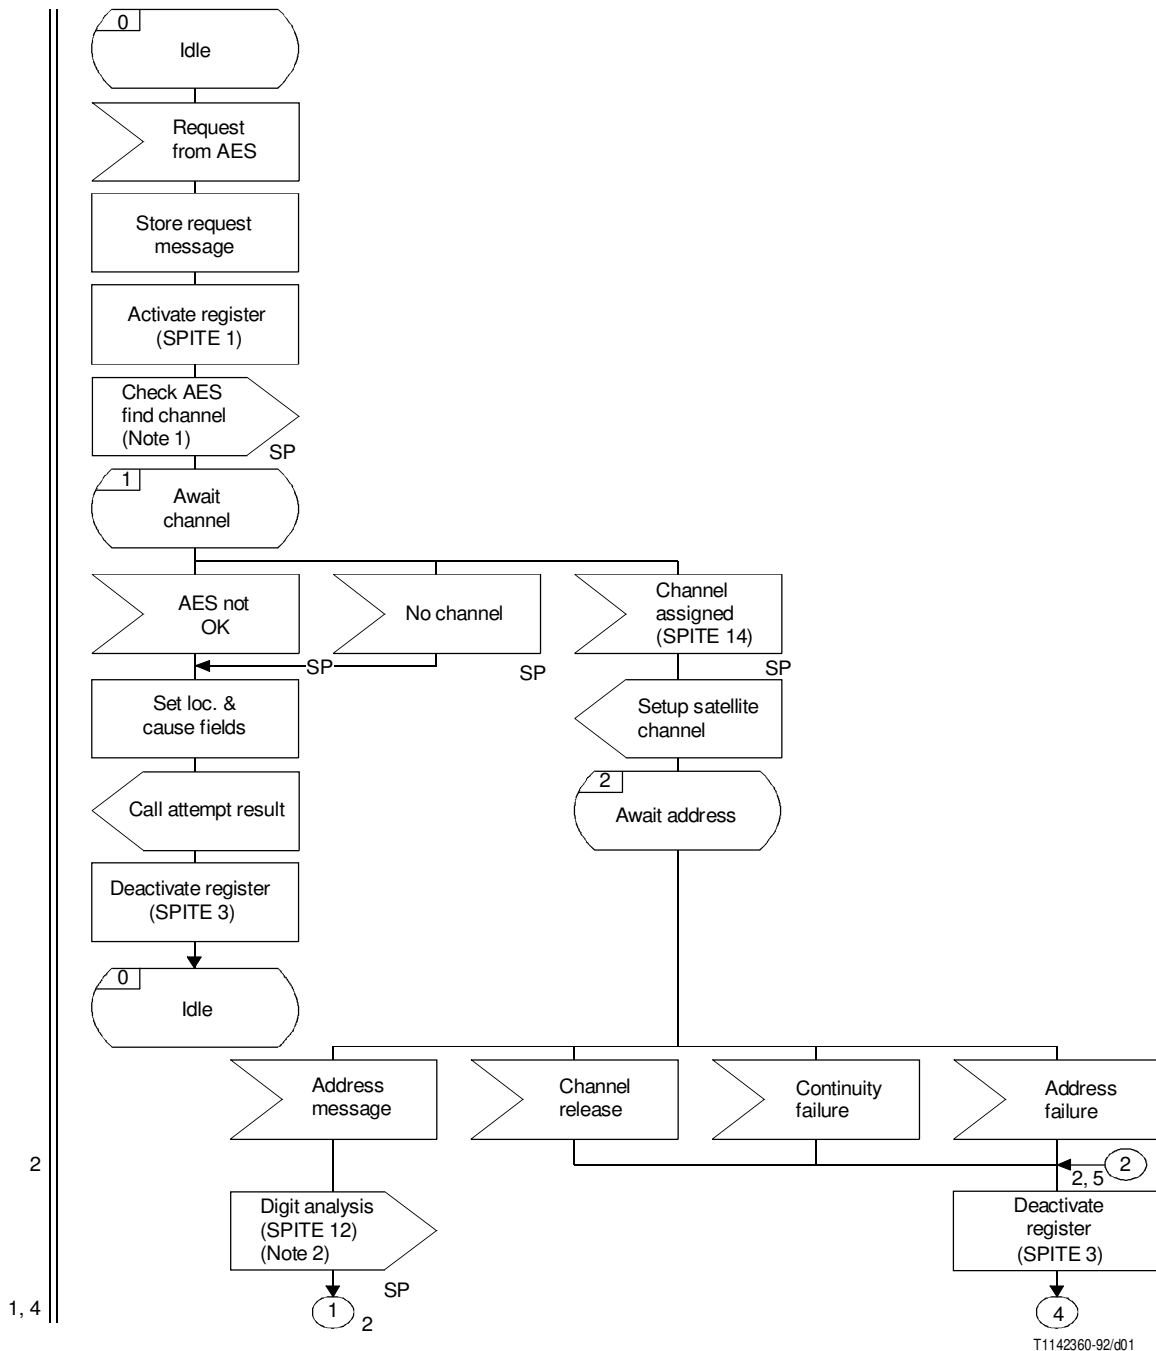 0
Idle
Request
from AES
Store request
message
Activate register
(SPITE 1)
Check AES
find channel
(Note 1)
SP
1
Await
channel
AES not
OK
No channel
Channel
assigned
(SPITE 14)
SP
SP
SP
Set loc. &
cause fields
Setup satellite
channel
Call attempt result
2
Await address
Deactivate register
(SPITE 3)
0
Idle
Address
message
Channel
release
Continuity
failure
Address
failure
2
2
2, 5
Digit analysis
(SPITE 12)
(Note 2)
SP
Deactivate
register
(SPITE 3)
1, 4
1
2
4
T1142360-92/d01